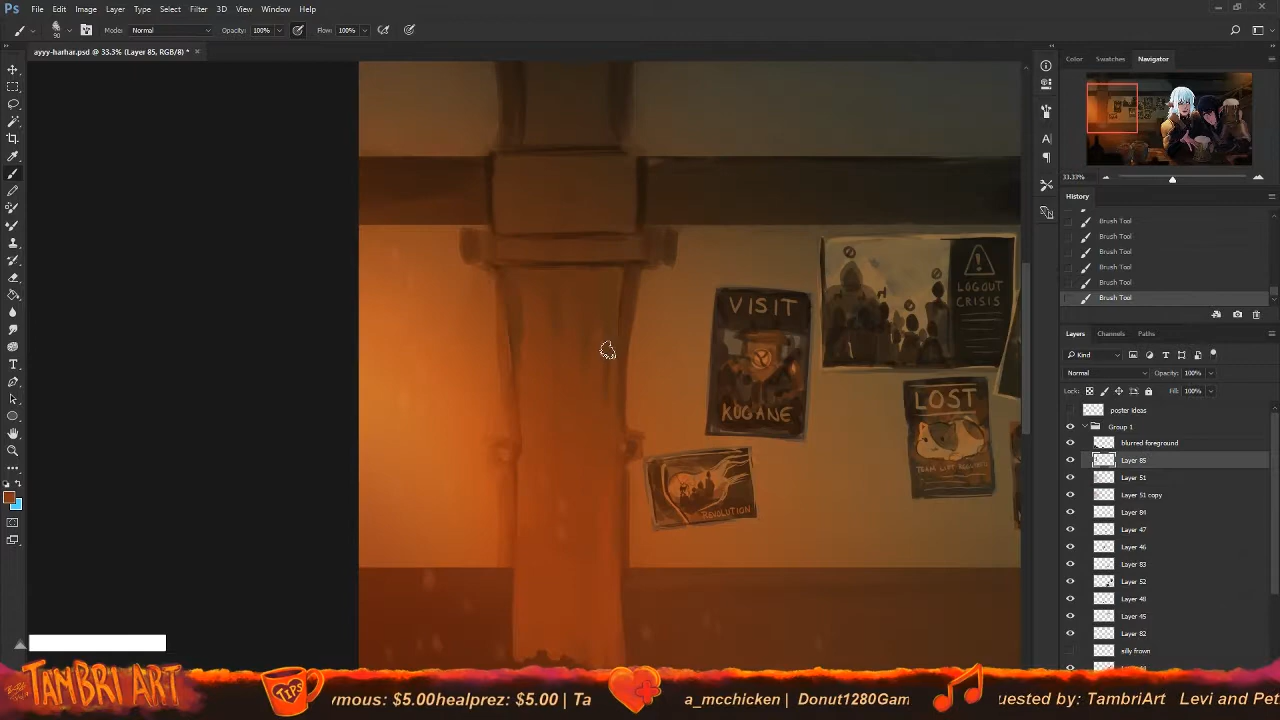 Ps File Edit Image Layer Type Select Filter 3D View Window Help
90 Mode: Normal Opacity: 100% Flow: 100%
ayyy-harhar.psd @ 33.3% (Layer 85, RGB/8) *
Color Swatches Navigator
33.33%
History
Brush Tool
Brush Tool
Brush Tool
Brush Tool
Brush Tool
Brush Tool
Layers Channels Paths
Kind
Normal Opacity: 100%
Lock: Fill: 100%
poster ideas
Group 1
blurred foreground
Layer 85
Layer 51
Layer 51 copy
Layer 84
Layer 47
Layer 46
Layer 83
Layer 52
Layer 48
Layer 45
Layer 82
silly frown
VISIT
KOGANE
LOGOUT
CRISIS
LOST
REVOLUTION
TAMBRI ART
TIPS
ymous: $5.00healprez: $5.00 | Ta
a_mcchicken | Donut1280Gam
uested by: TambriArt Levi and Pet